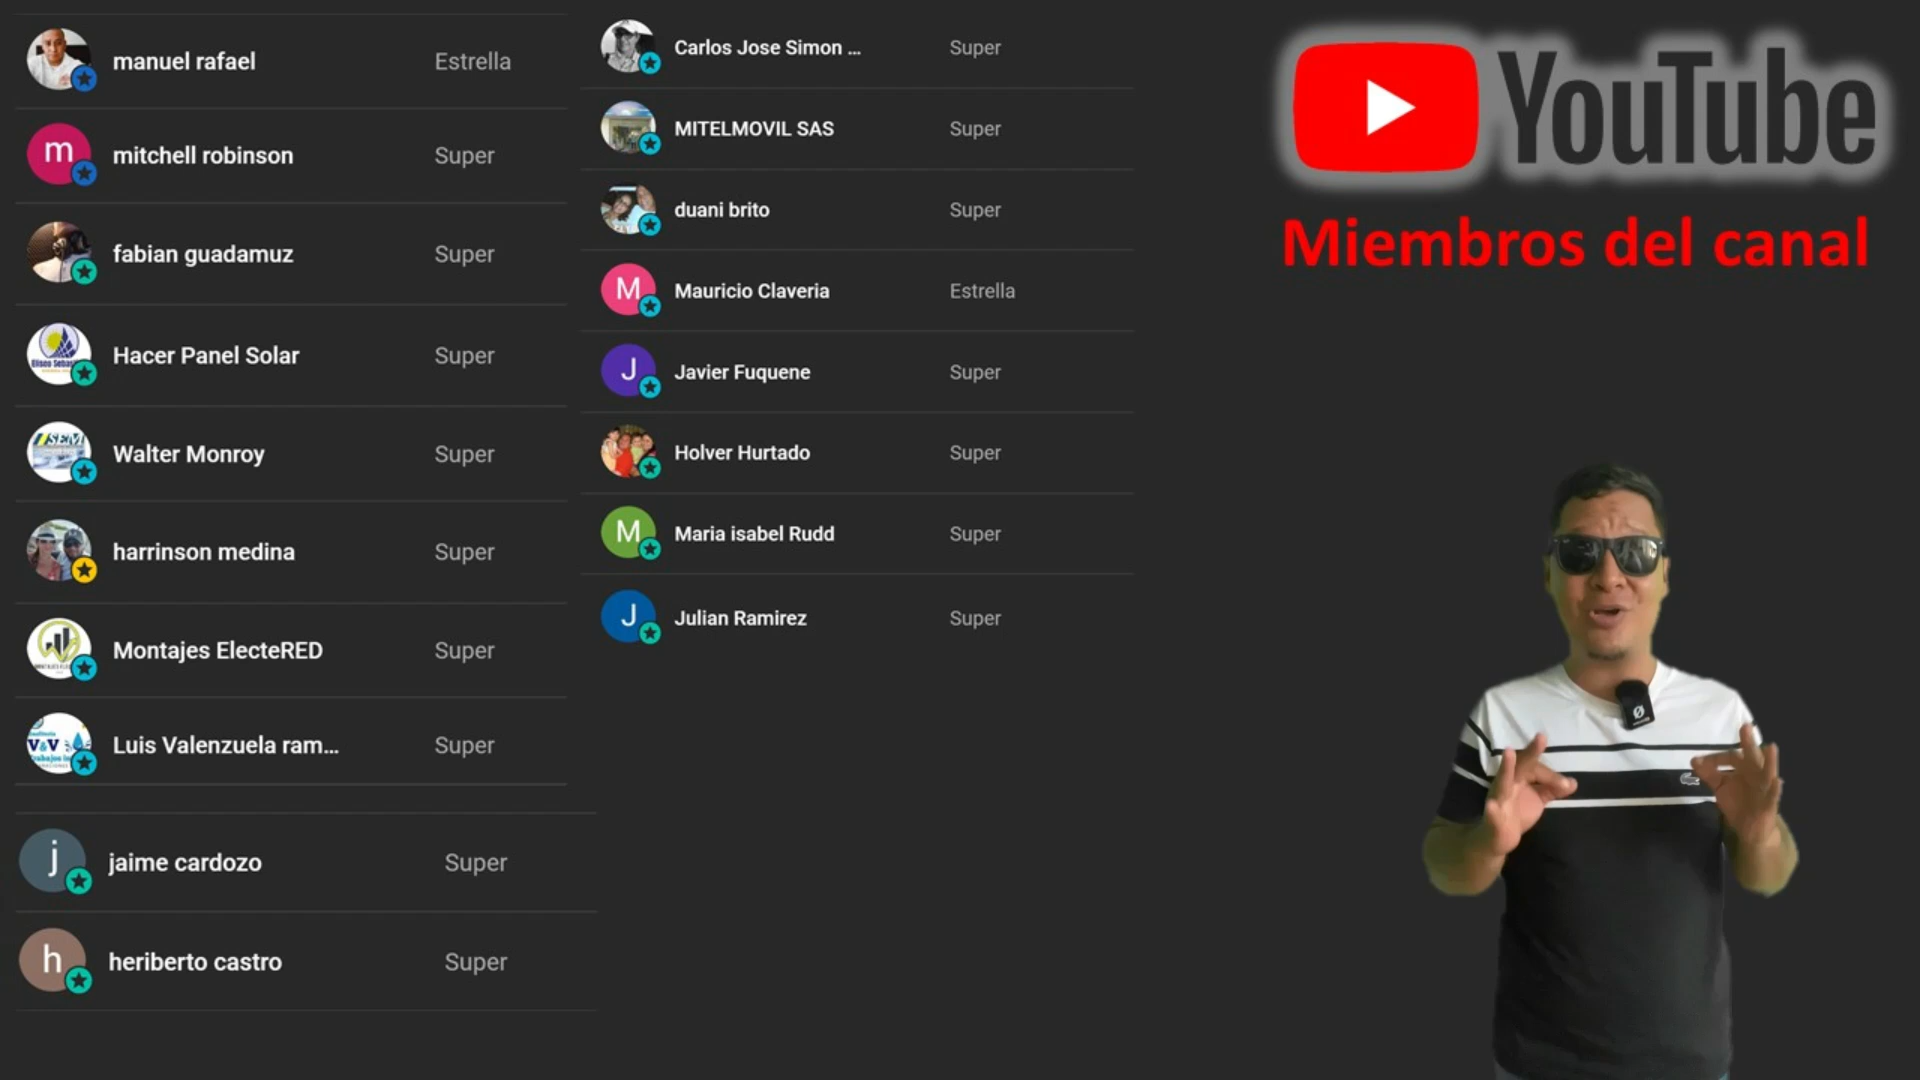 manuel rafael Estrella
m mitchell robinson Super
fabian guadamuz Super
Hacer Panel Solar Super
Walter Monroy Super
harrinson medina Super
Montajes ElecteRED Super
V&V
Luis Valenzuela ram... Super
j jaime cardozo Super
h heriberto castro Super
Carlos Jose Simon ... Super
MITELMOVIL SAS Super
duani brito Super
M Mauricio Claveria Estrella
J Javier Fuquene Super
Holver Hurtado Super
M Maria isabel Rudd Super
J Julian Ramirez Super
YouTube
Miembros del canal